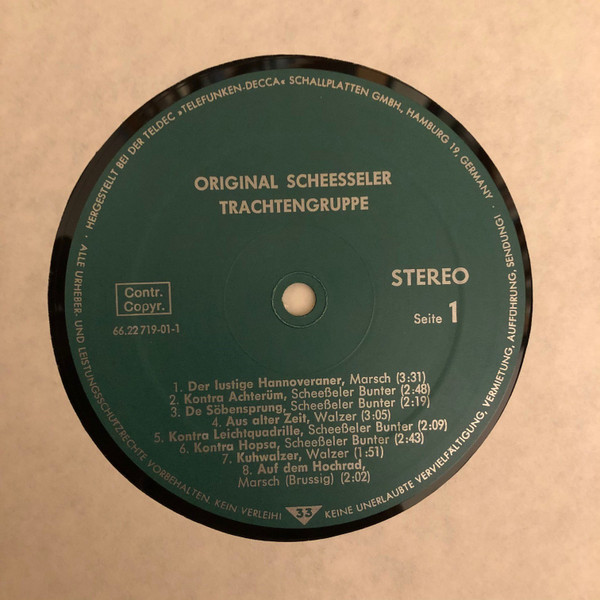 HERGESTELLT BEI DER TELDEC »TELEFUNKEN-DECCA« SCHALLPLATTEN GMBH., HAMBURG 19, GERMANY ·
ORIGINAL SCHEESSELER
TRACHTENGRUPPE
STEREO
Seite 1
Contr.
Copyr.
66.22 719-01-1
1. Der lustige Hannoveraner, Marsch (3:31)
2. Kontra Achterüm, Scheeßeler Bunter (2:48)
3. De Söbensprung, Scheeßeler Bunter (2:19)
4. Aus alter Zeit, Walzer (3:05)
5. Kontra Leichtquadrille, Scheeßeler Bunter (2:09)
6. Kontra Hopsa, Scheeßeler Bunter (2:43)
7. Kuhwalzer, Walzer (1:51)
8. Auf dem Hochrad,
Marsch (Brussig) (2:02)
· ALLE URHEBER- UND LEISTUNGSSCHUTZRECHTE VORBEHALTEN. KEIN VERLEIH! KEINE UNERLAUBTE VERVIELFÄLTIGUNG, VERMIETUNG, AUFFÜHRUNG, SENDUNG! ·
33